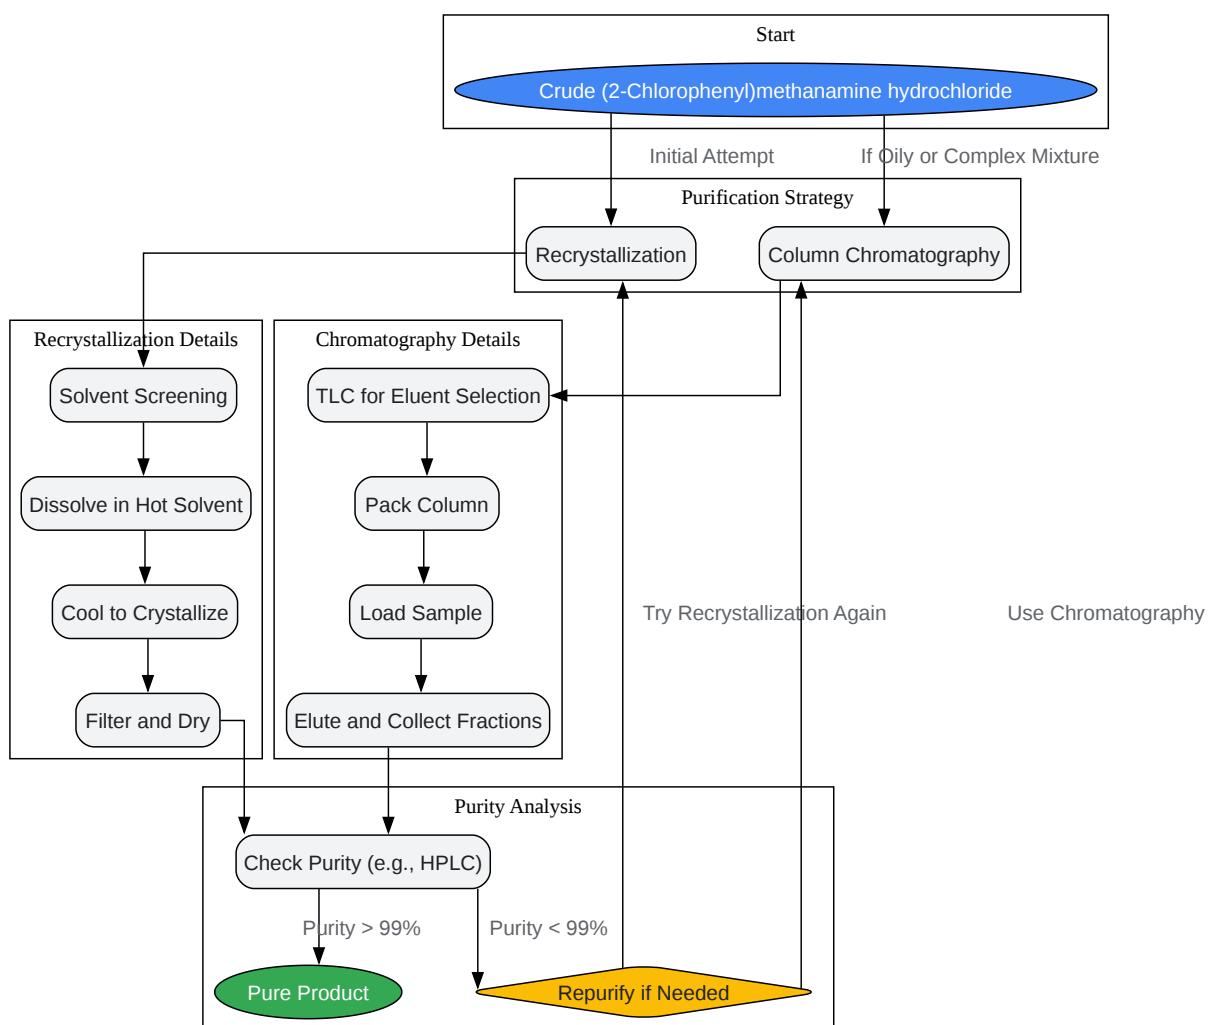 Start
Crude (2-Chlorophenyl)methanamine hydrochloride
Initial Attempt
If Oily or Complex Mixture
Purification Strategy
Recrystallization
Column Chromatography
Recrystallization Details
Chromatography Details
Solvent Screening
TLC for Eluent Selection
Dissolve in Hot Solvent
Pack Column
Cool to Crystallize
Load Sample
Try Recrystallization Again
Use Chromatography
Filter and Dry
Elute and Collect Fractions
Purity Analysis
Check Purity (e.g., HPLC)
Purity > 99%
Purity < 99%
Pure Product
Repurify if Needed